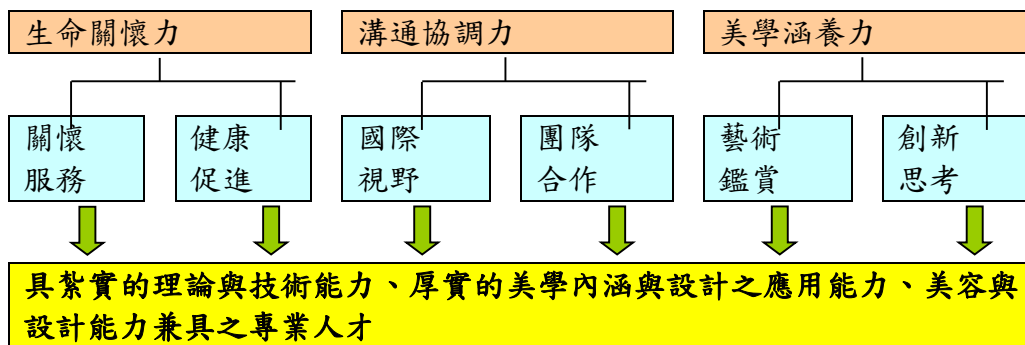 生命關懷力
溝通協調力
美學涵養力
關懷
服務
健康
促進
國際
視野
團隊
合作
藝術
鑑賞
創新
思考
具紮實的理論與技術能力、厚實的美學內涵與設計之應用能力、美容與
設計能力兼具之專業人才